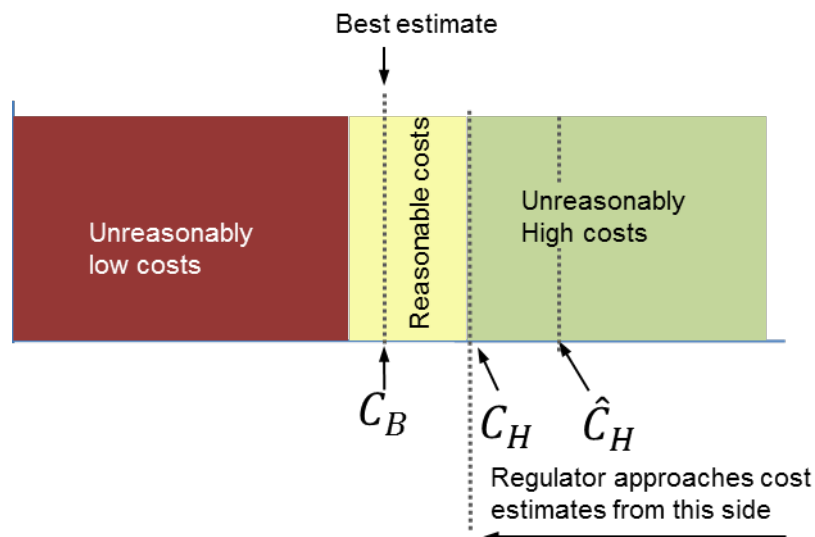 Best estimate
Reasonable costs
Unreasonably
low costs
Unreasonably
High costs
C_B
C_H
Ĉ_H
Regulator approaches cost
estimates from this side